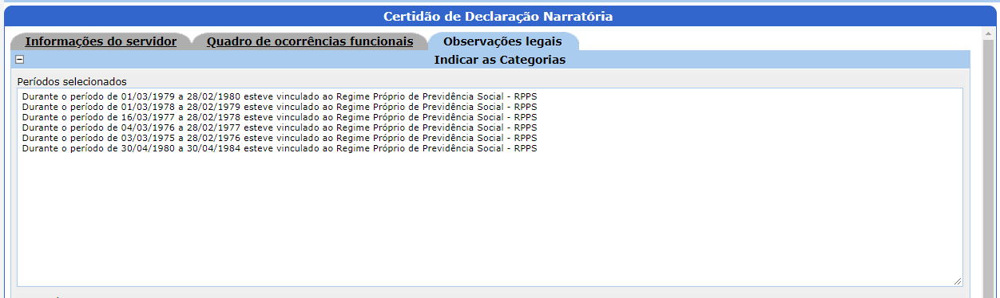 Certidão de Declaração Narratória
Informações do servidor
Quadro de ocorrências funcionais
Observações legais
Indicar as Categorias
Períodos selecionados
Durante o período de 01/03/1979 a 28/02/1980 esteve vinculado ao Regime Próprio de Previdência Social - RPPS
Durante o período de 01/03/1978 a 28/02/1979 esteve vinculado ao Regime Próprio de Previdência Social - RPPS
Durante o período de 16/03/1977 a 28/02/1978 esteve vinculado ao Regime Próprio de Previdência Social - RPPS
Durante o período de 04/03/1976 a 28/02/1977 esteve vinculado ao Regime Próprio de Previdência Social - RPPS
Durante o período de 03/03/1975 a 28/02/1976 esteve vinculado ao Regime Próprio de Previdência Social - RPPS
Durante o período de 30/04/1980 a 30/04/1984 esteve vinculado ao Regime Próprio de Previdência Social - RPPS